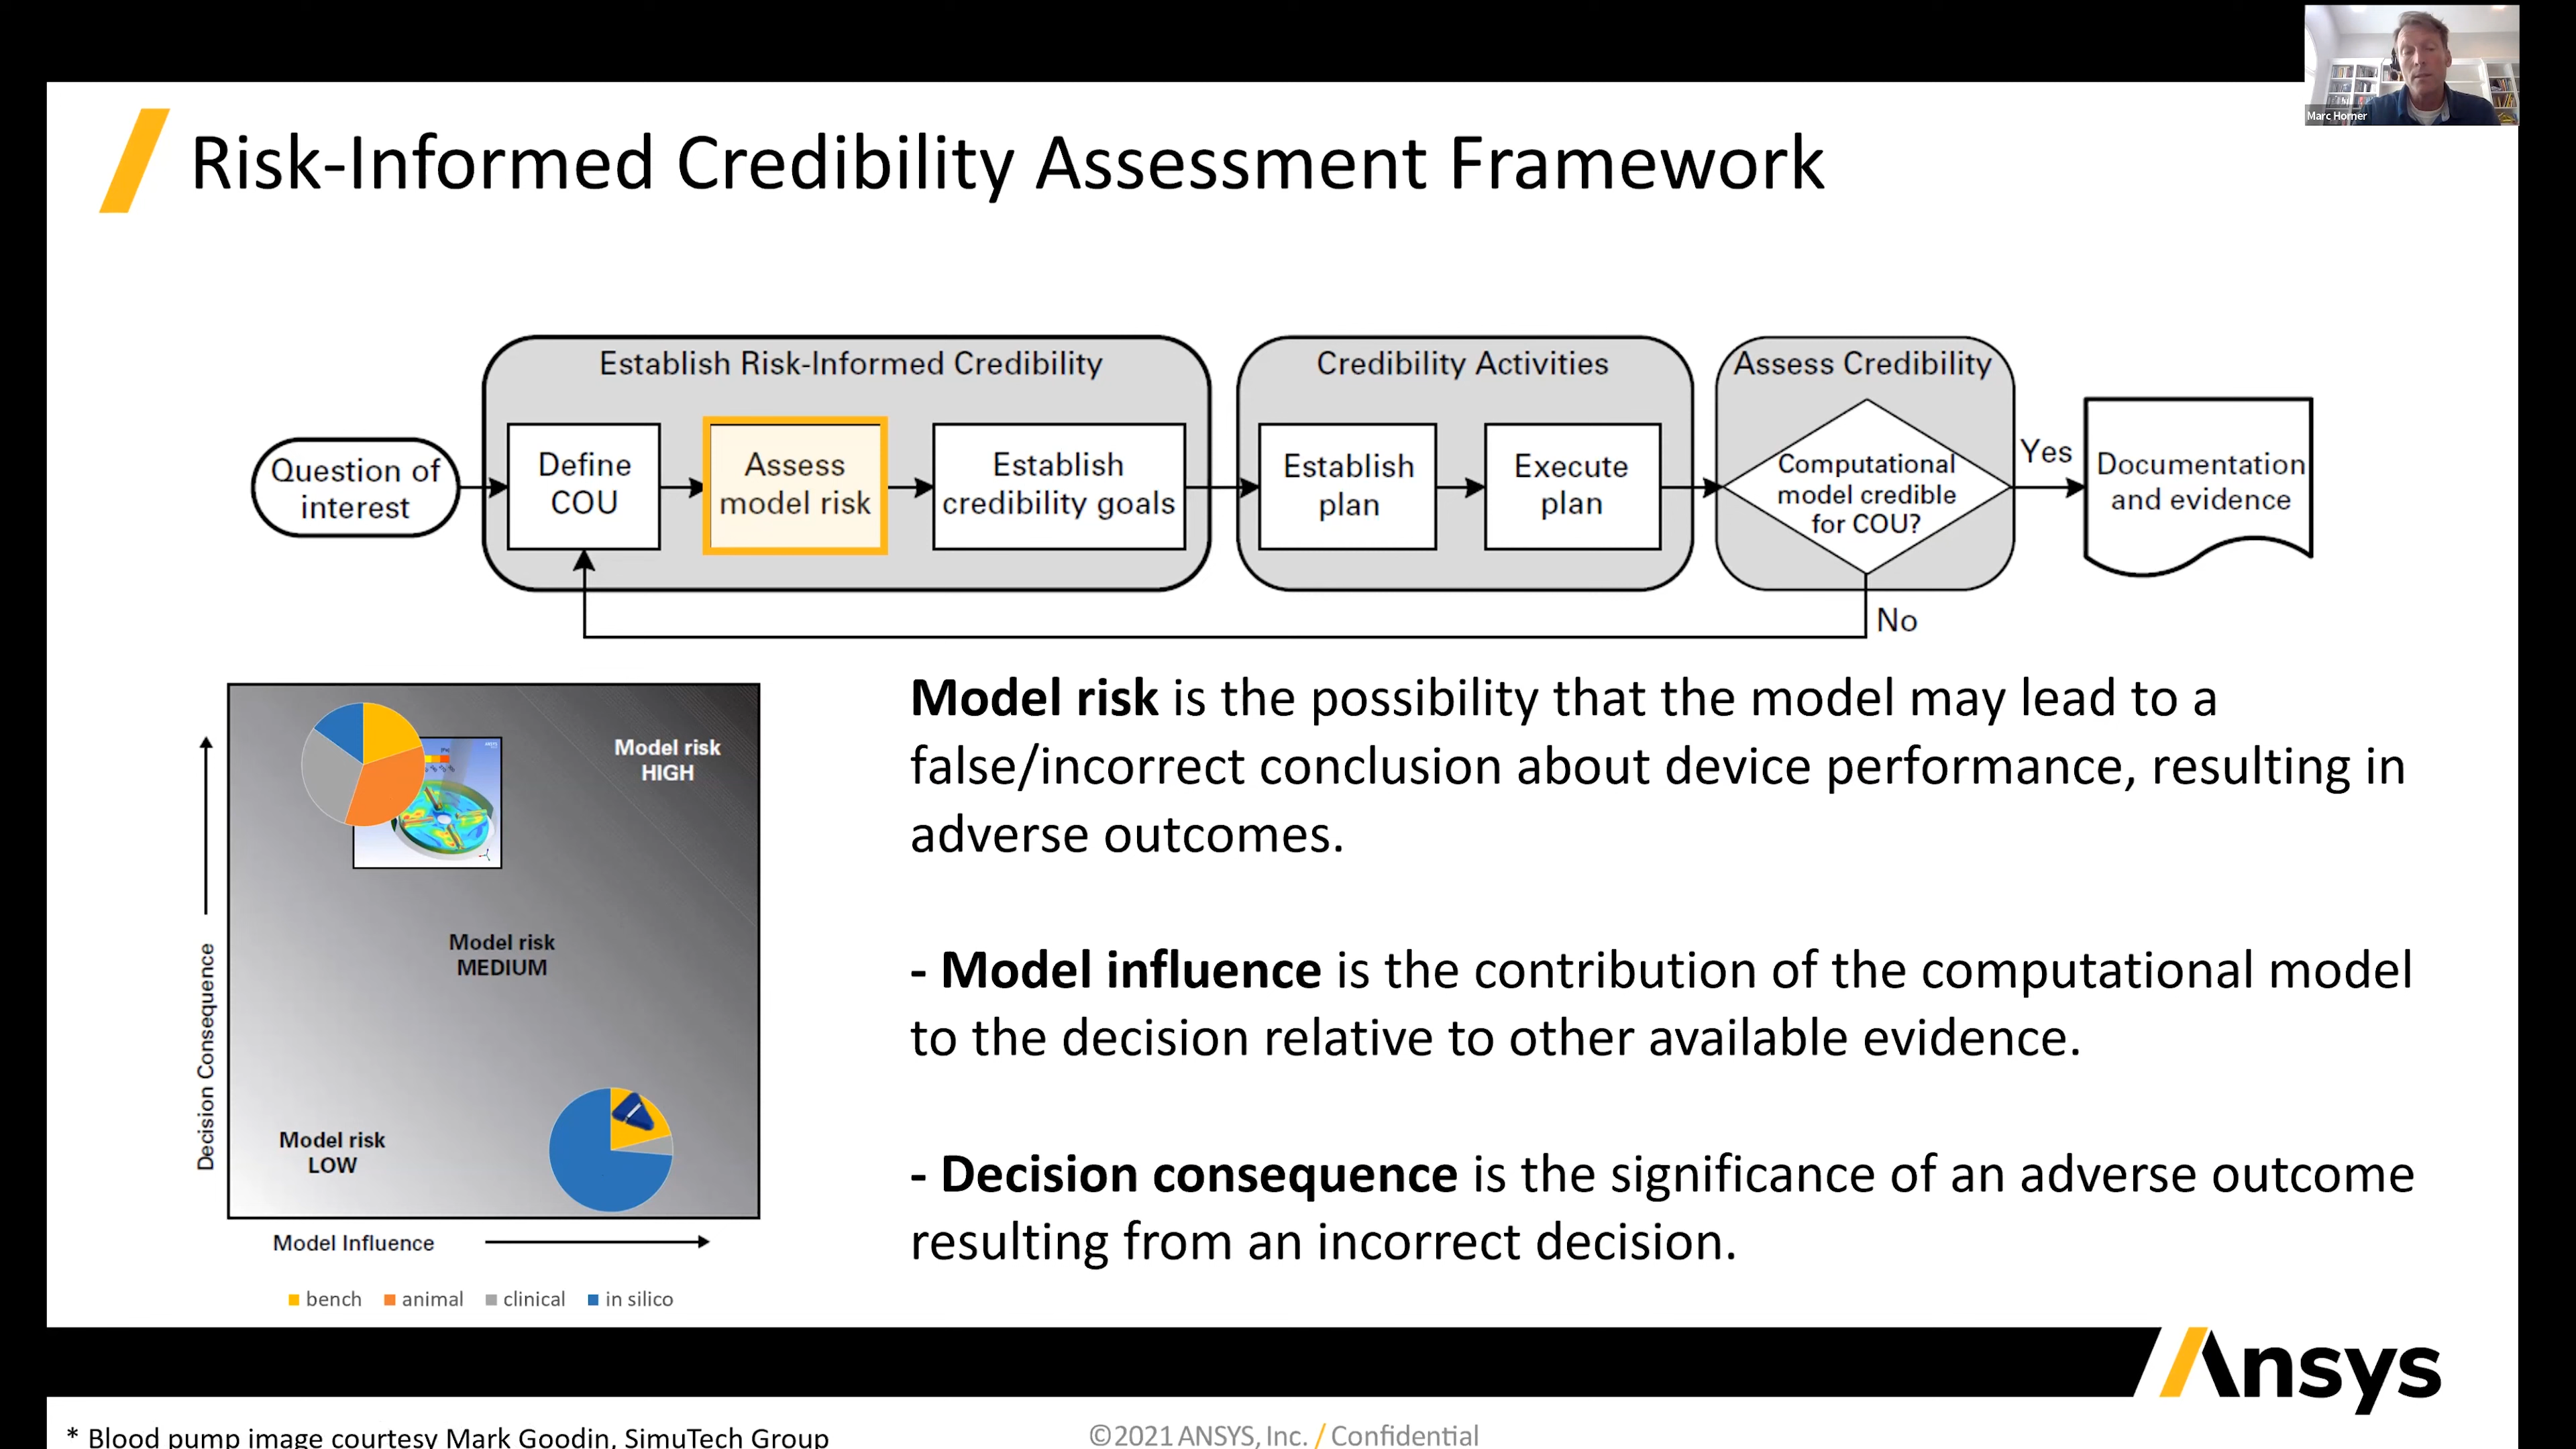 Marc Horner
Risk-Informed Credibility Assessment Framework
Establish Risk-Informed Credibility
Credibility Activities
Assess Credibility
Question of
interest
Define
COU
Assess
model risk
Establish
credibility goals
Establish
plan
Execute
plan
Computational
model credible
for COU?
Yes
Documentation
and evidence
No
Decision Consequence
Model risk
HIGH
Model risk
MEDIUM
Model risk
LOW
Model Influence
bench animal clinical in silico
Model risk is the possibility that the model may lead to a
false/incorrect conclusion about device performance, resulting in
adverse outcomes.
- Model influence is the contribution of the computational model
to the decision relative to other available evidence.
- Decision consequence is the significance of an adverse outcome
resulting from an incorrect decision.
Ansys
* Blood pump image courtesy Mark Goodin, SimuTech Group
©2021 ANSYS, Inc. / Confidential